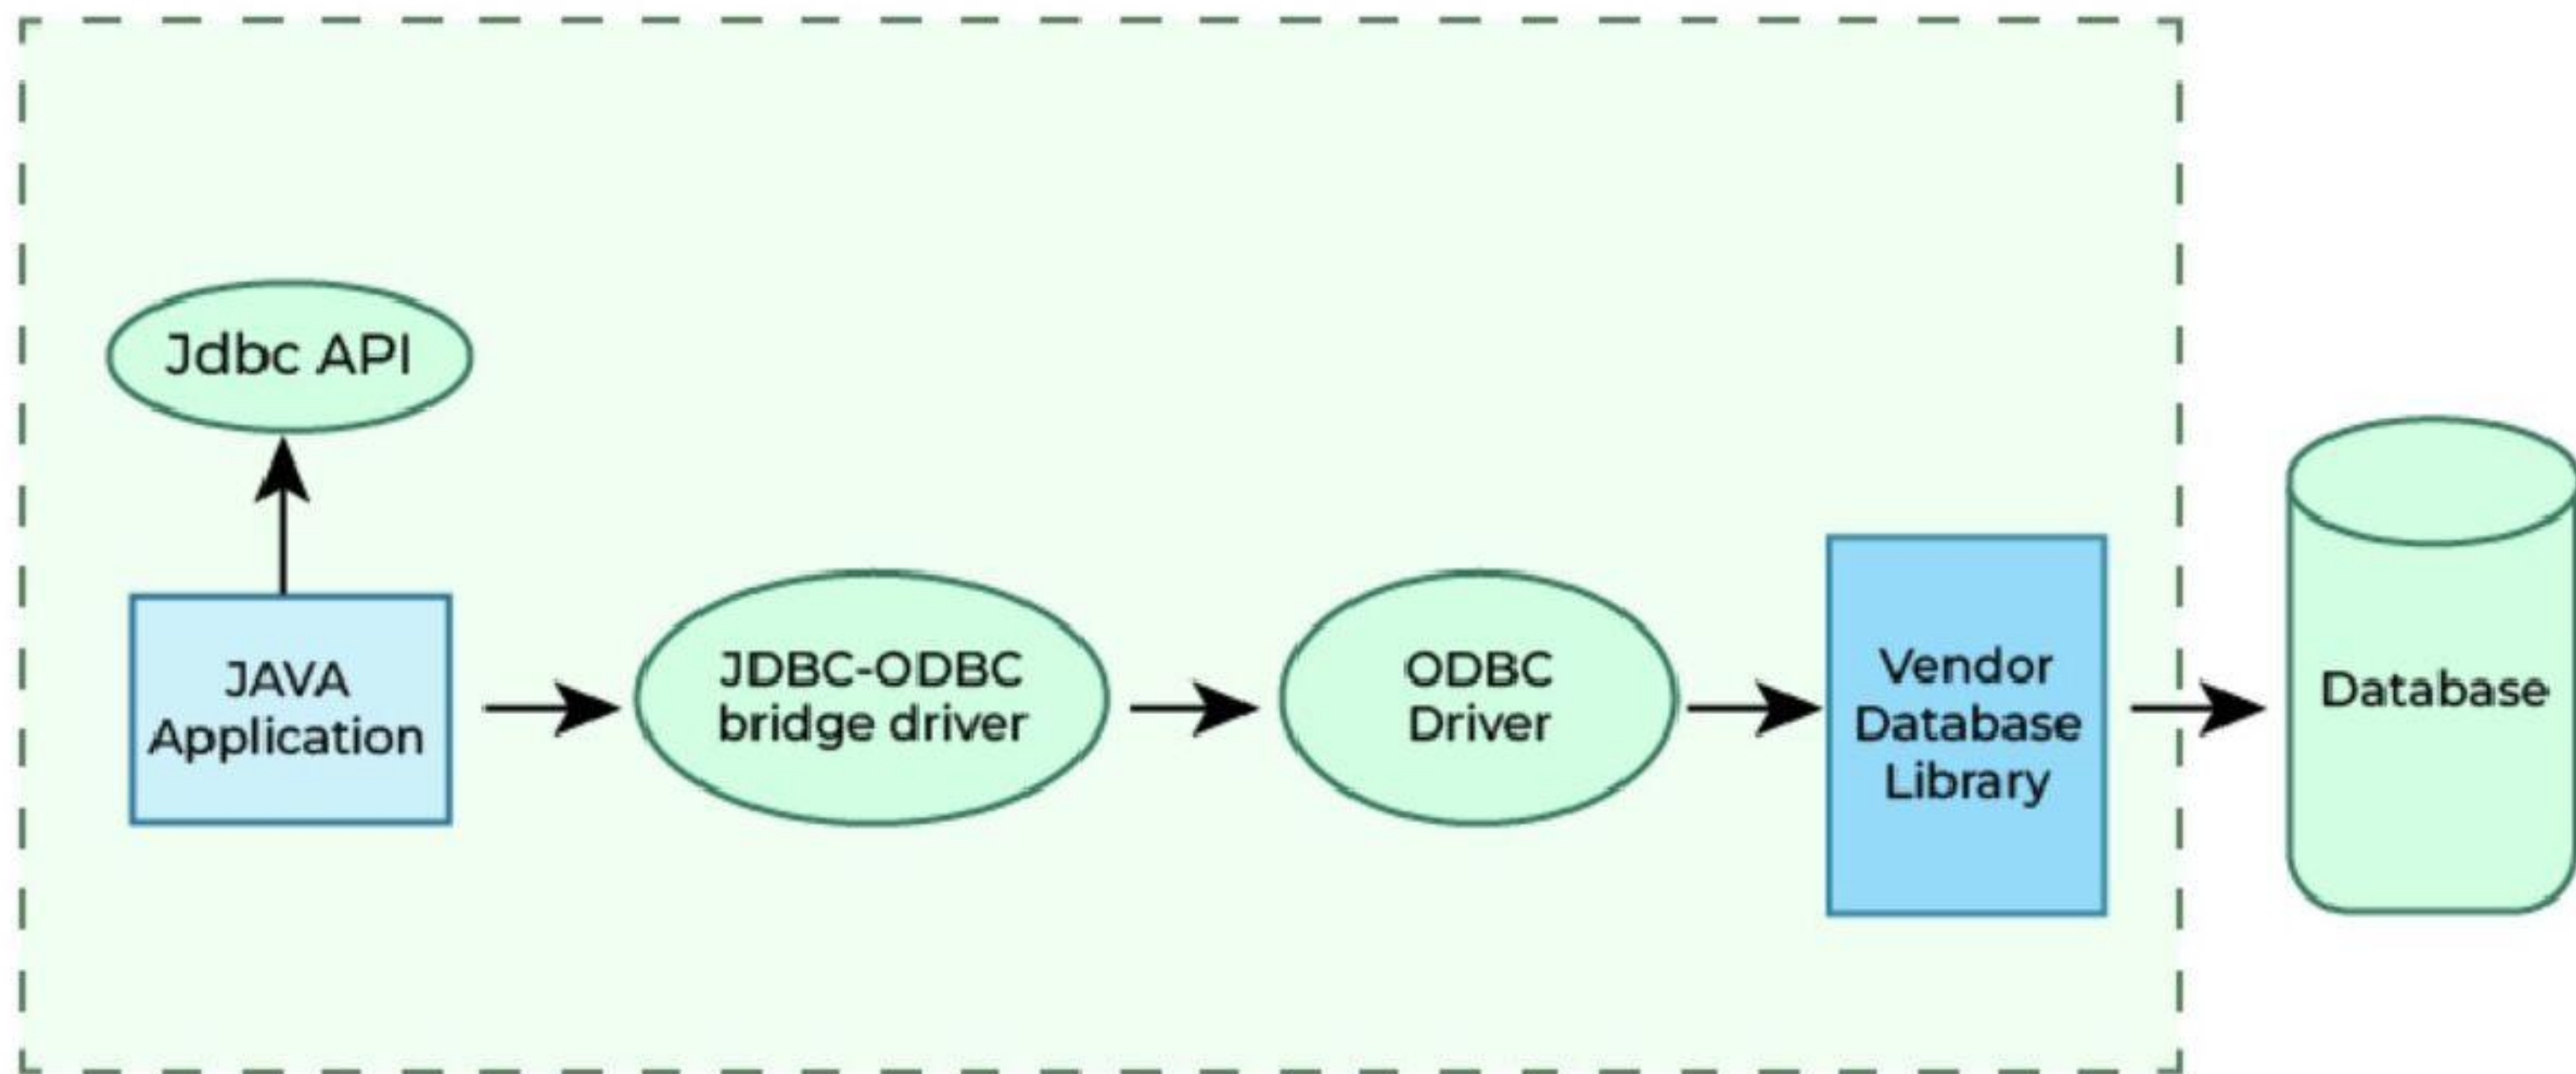 Jdbc API
JAVA
Application
JDBC-ODBC
bridge driver
ODBC
Driver
Vendor
Database
Library
Database